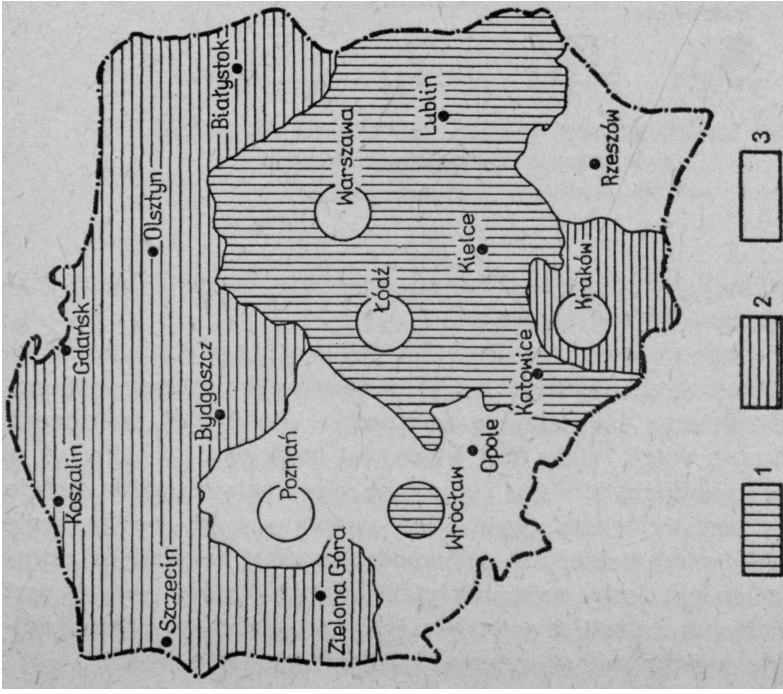 Koszalin
Gdańsk
Olsztyn
Szczecin
Bydgoszcz
Białystok
Poznań
Zielona Góra
Warszawa
Łódź
Lublin
Wrocław
Kielce
Opole
Katowice
Kraków
Rzeszów
1
2
3